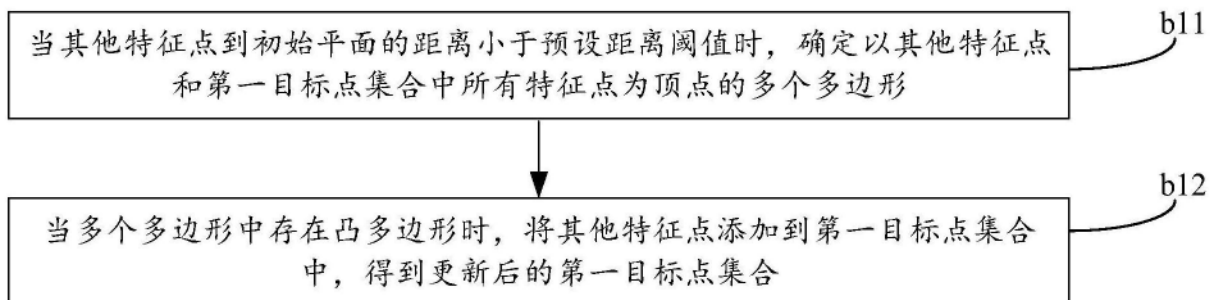 当其他特征点到初始平面的距离小于预设距离阈值时，确定以其他特征点
和第一目标点集合中所有特征点为顶点的多个多边形
b11
当多个多边形中存在凸多边形时，将其他特征点添加到第一目标点集合
中，得到更新后的第一目标点集合
b12